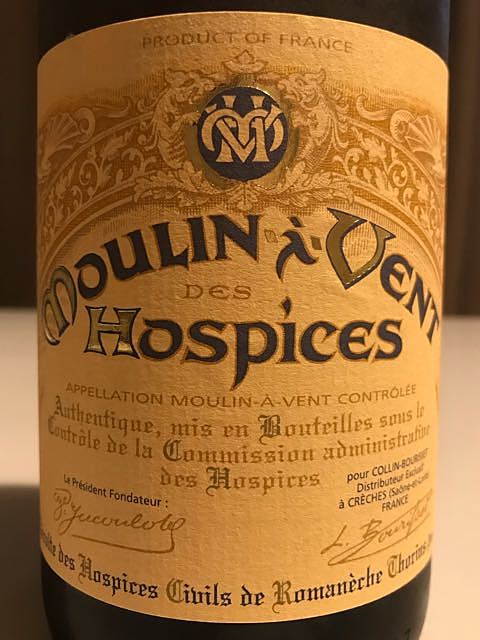 PRODUCT OF FRANCE
MOULIN-À-VENT
DES
HOSPICES
APPELLATION MOULIN-A-VENT CONTRÔLÉE
Authentique, mis en Bouteilles sous le
Contrôle de la Commission administrative
des Hospices
Le Président Fondateur :
pour COLLIN-BOURISSET
Distributeur Exclusif
à CRÈCHES (Saône-et-Loire)
FRANCE
des Hospices Civils de Romanèche Thorins